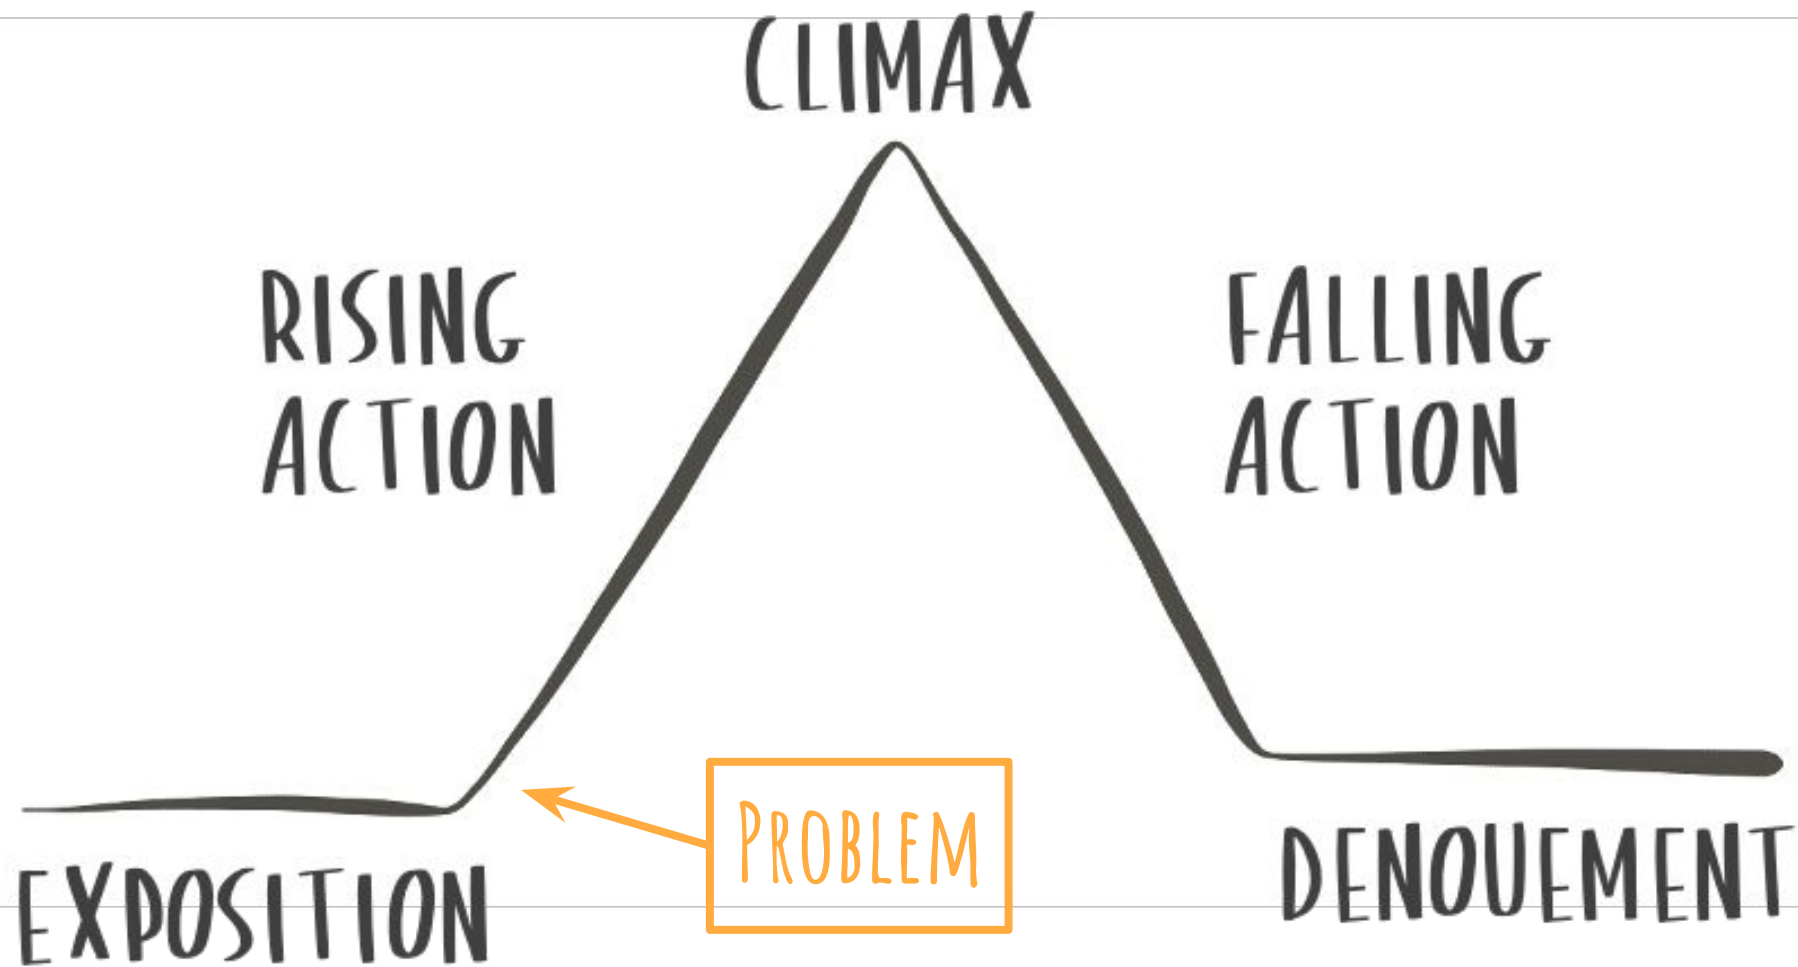 CLIMAX
RISING
ACTION
FALLING
ACTION
PROBLEM
EXPOSITION
DENOUEMENT